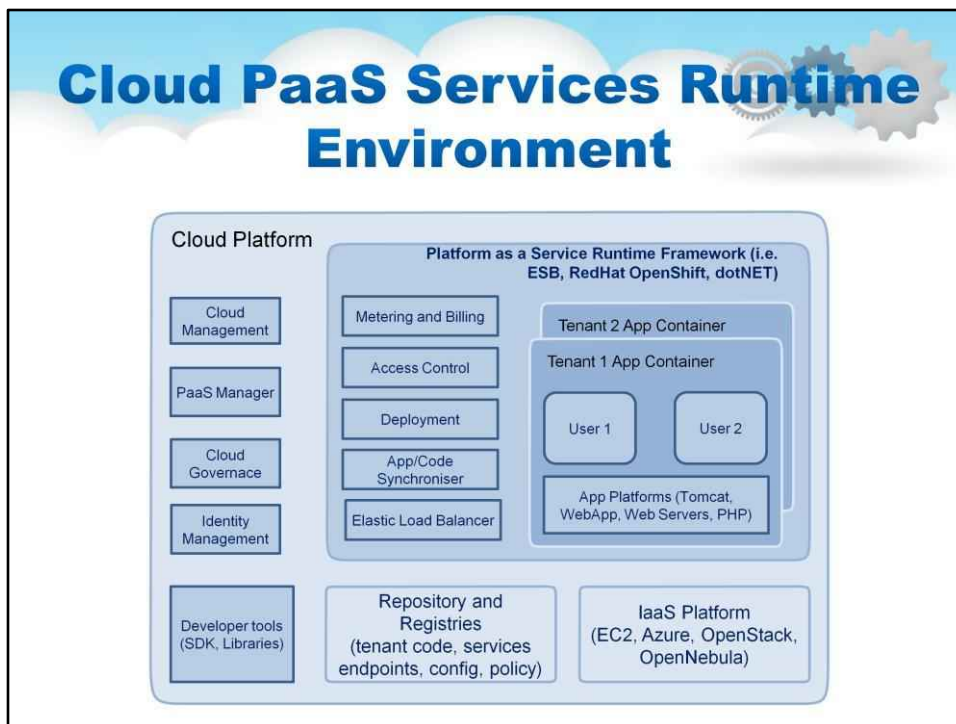 Cloud PaaS Services Runtime
Environment
Cloud Platform
Platform as a Service Runtime Framework (i.e.
ESB, RedHat OpenShift, dotNET)
Cloud
Management
PaaS Manager
Cloud
Governace
Identity
Management
Metering and Billing
Access Control
Deployment
App/Code
Synchroniser
Elastic Load Balancer
Tenant 2 App Container
Tenant 1 App Container
User 1
User 2
App Platforms (Tomcat,
WebApp, Web Servers, PHP)
Developer tools
(SDK, Libraries)
Repository and
Registries
(tenant code, services
endpoints, config, policy)
IaaS Platform
(EC2, Azure, OpenStack,
OpenNebula)